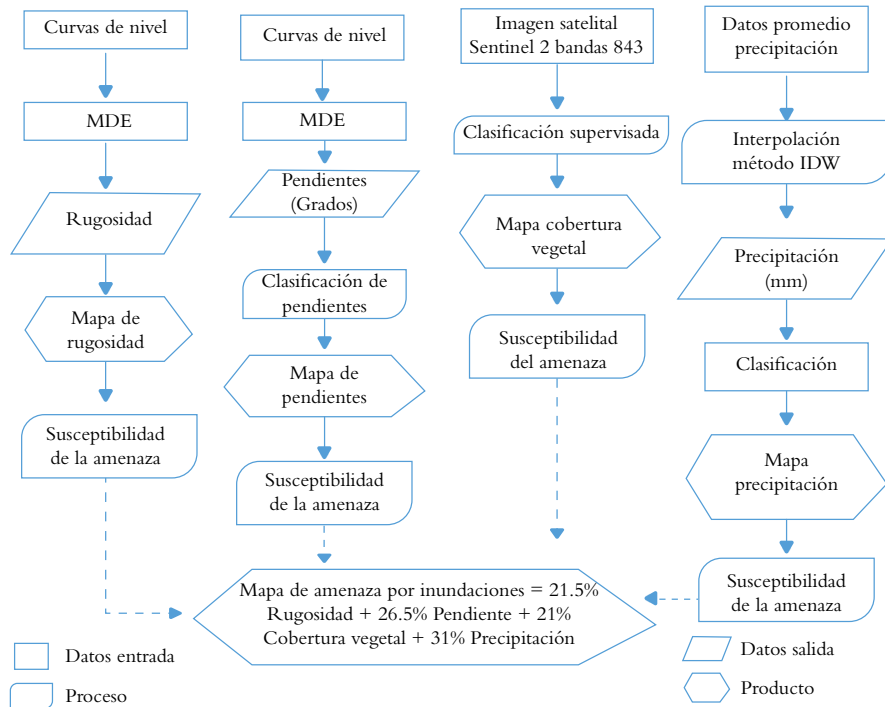 Curvas de nivel
MDE
Rugosidad
Mapa de
rugosidad
Susceptibilidad
de la amenaza
Curvas de nivel
MDE
Pendientes
(Grados)
Clasificación de
pendientes
Mapa de
pendientes
Susceptibilidad
de la amenaza
Imagen satelital
Sentinel 2 bandas 843
Clasificación supervisada
Mapa cobertura
vegetal
Susceptibilidad
del amenaza
Datos promedio
precipitación
Interpolación
método IDW
Precipitación
(mm)
Clasificación
Mapa
precipitación
Susceptibilidad
de la amenaza
Mapa de amenaza por inundaciones = 21.5%
Rugosidad + 26.5% Pendiente + 21%
Cobertura vegetal + 31% Precipitación
Datos entrada
Proceso
Datos salida
Producto